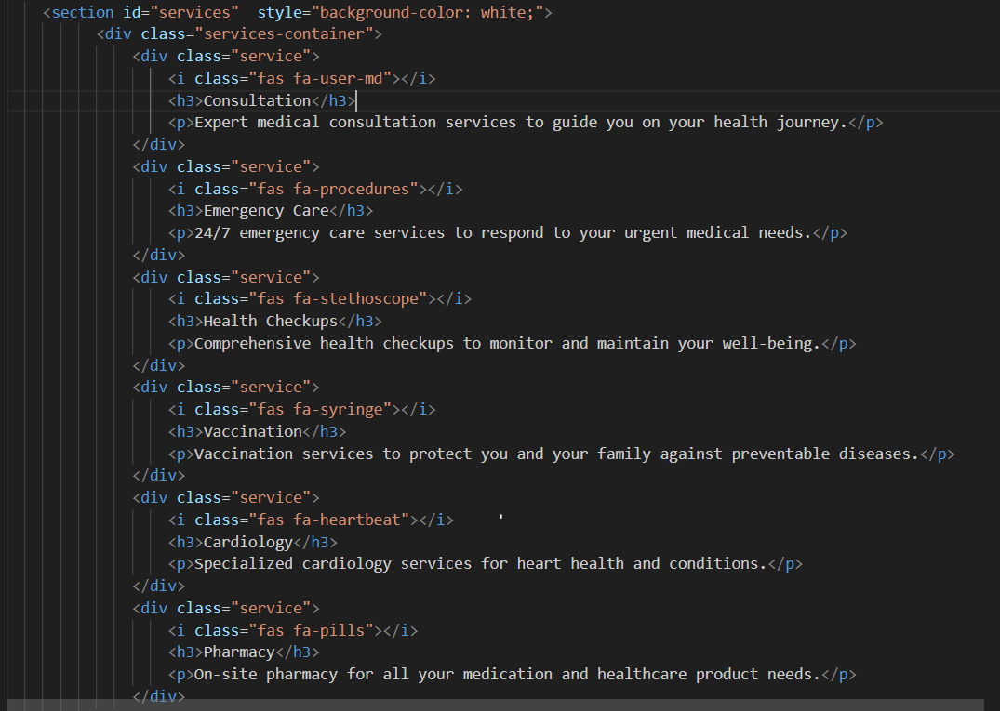 <section id="services"  style="background-color: white;">
<div class="services-container">
<div class="service">
<i class="fas fa-user-md"></i>
<h3>Consultation</h3>
<p>Expert medical consultation services to guide you on your health journey.</p>
</div>
<div class="service">
<i class="fas fa-procedures"></i>
<h3>Emergency Care</h3>
<p>24/7 emergency care services to respond to your urgent medical needs.</p>
</div>
<div class="service">
<i class="fas fa-stethoscope"></i>
<h3>Health Checkups</h3>
<p>Comprehensive health checkups to monitor and maintain your well-being.</p>
</div>
<div class="service">
<i class="fas fa-syringe"></i>
<h3>Vaccination</h3>
<p>Vaccination services to protect you and your family against preventable diseases.</p>
</div>
<div class="service">
<i class="fas fa-heartbeat"></i>
<h3>Cardiology</h3>
<p>Specialized cardiology services for heart health and conditions.</p>
</div>
<div class="service">
<i class="fas fa-pills"></i>
<h3>Pharmacy</h3>
<p>On-site pharmacy for all your medication and healthcare product needs.</p>
</div>